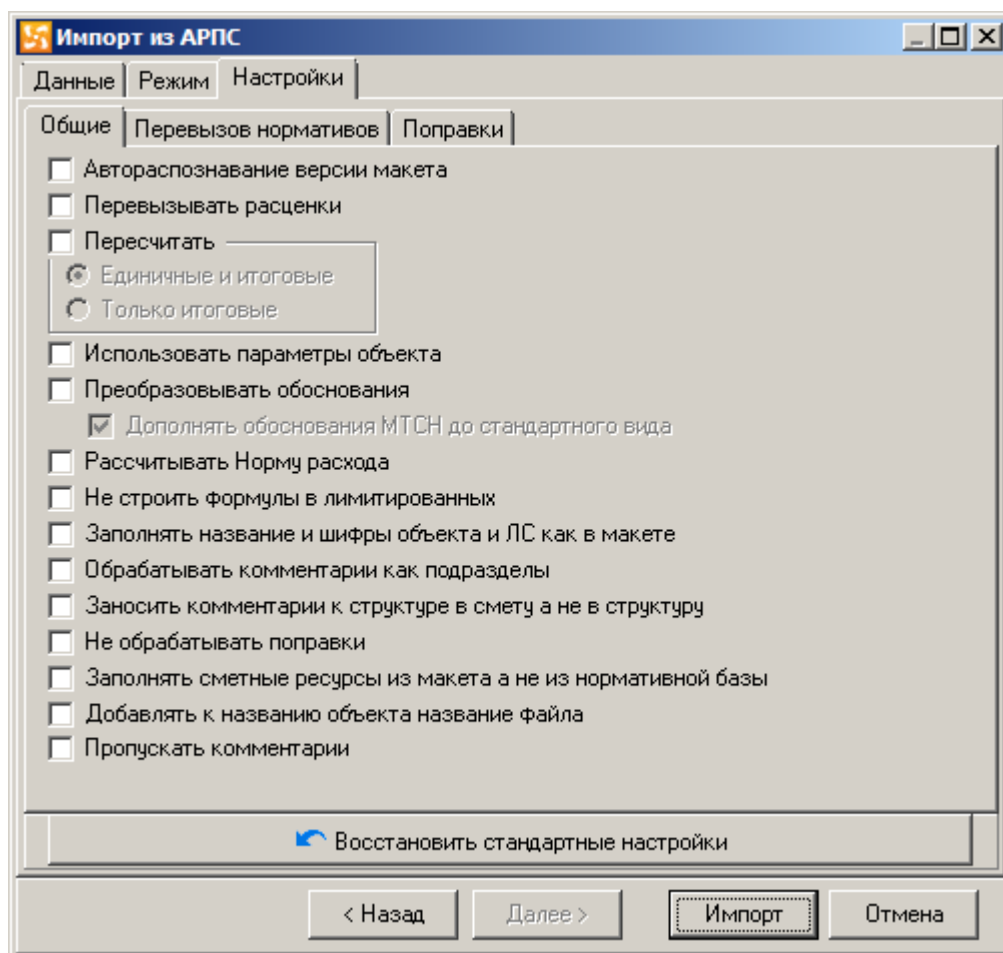 Импорт из АРПС
Данные Режим Настройки
Общие Перевызов нормативов Поправки
Автораспознавание версии макета
Перевызывать расценки
Пересчитать
Единичные и итоговые
Только итоговые
Использовать параметры объекта
Преобразовывать обоснования
Дополнять обоснования МТСН до стандартного вида
Рассчитывать Норму расхода
Не строить формулы в лимитированных
Заполнять название и шифры объекта и ЛС как в макете
Обрабатывать комментарии как подразделы
Заносить комментарии к структуре в смету а не в структуру
Не обрабатывать поправки
Заполнять сметные ресурсы из макета а не из нормативной базы
Добавлять к названию объекта название файла
Пропускать комментарии
Восстановить стандартные настройки
< Назад Далее > Импорт Отмена